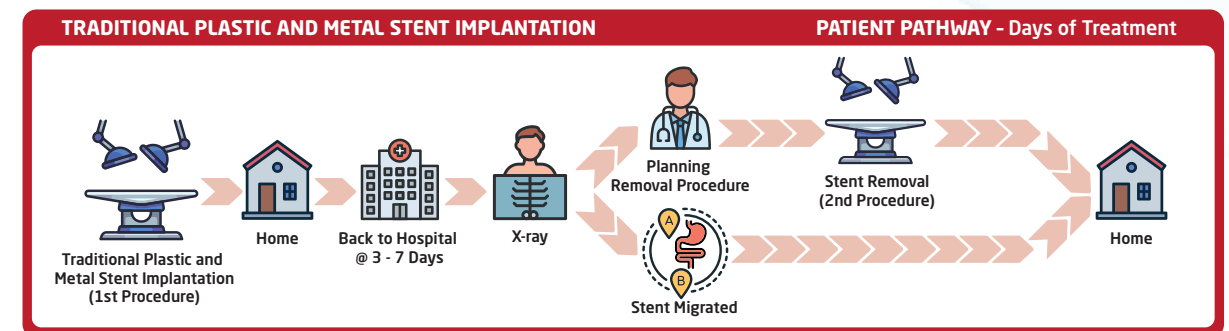 TRADITIONAL PLASTIC AND METAL STENT IMPLANTATION
PATIENT PATHWAY – Days of Treatment
Traditional Plastic and
Metal Stent Implantation
(1st Procedure)
Home
Back to Hospital
@ 3 - 7 Days
X-ray
Planning
Removal Procedure
Stent Removal
(2nd Procedure)
A
B
Stent Migrated
Home